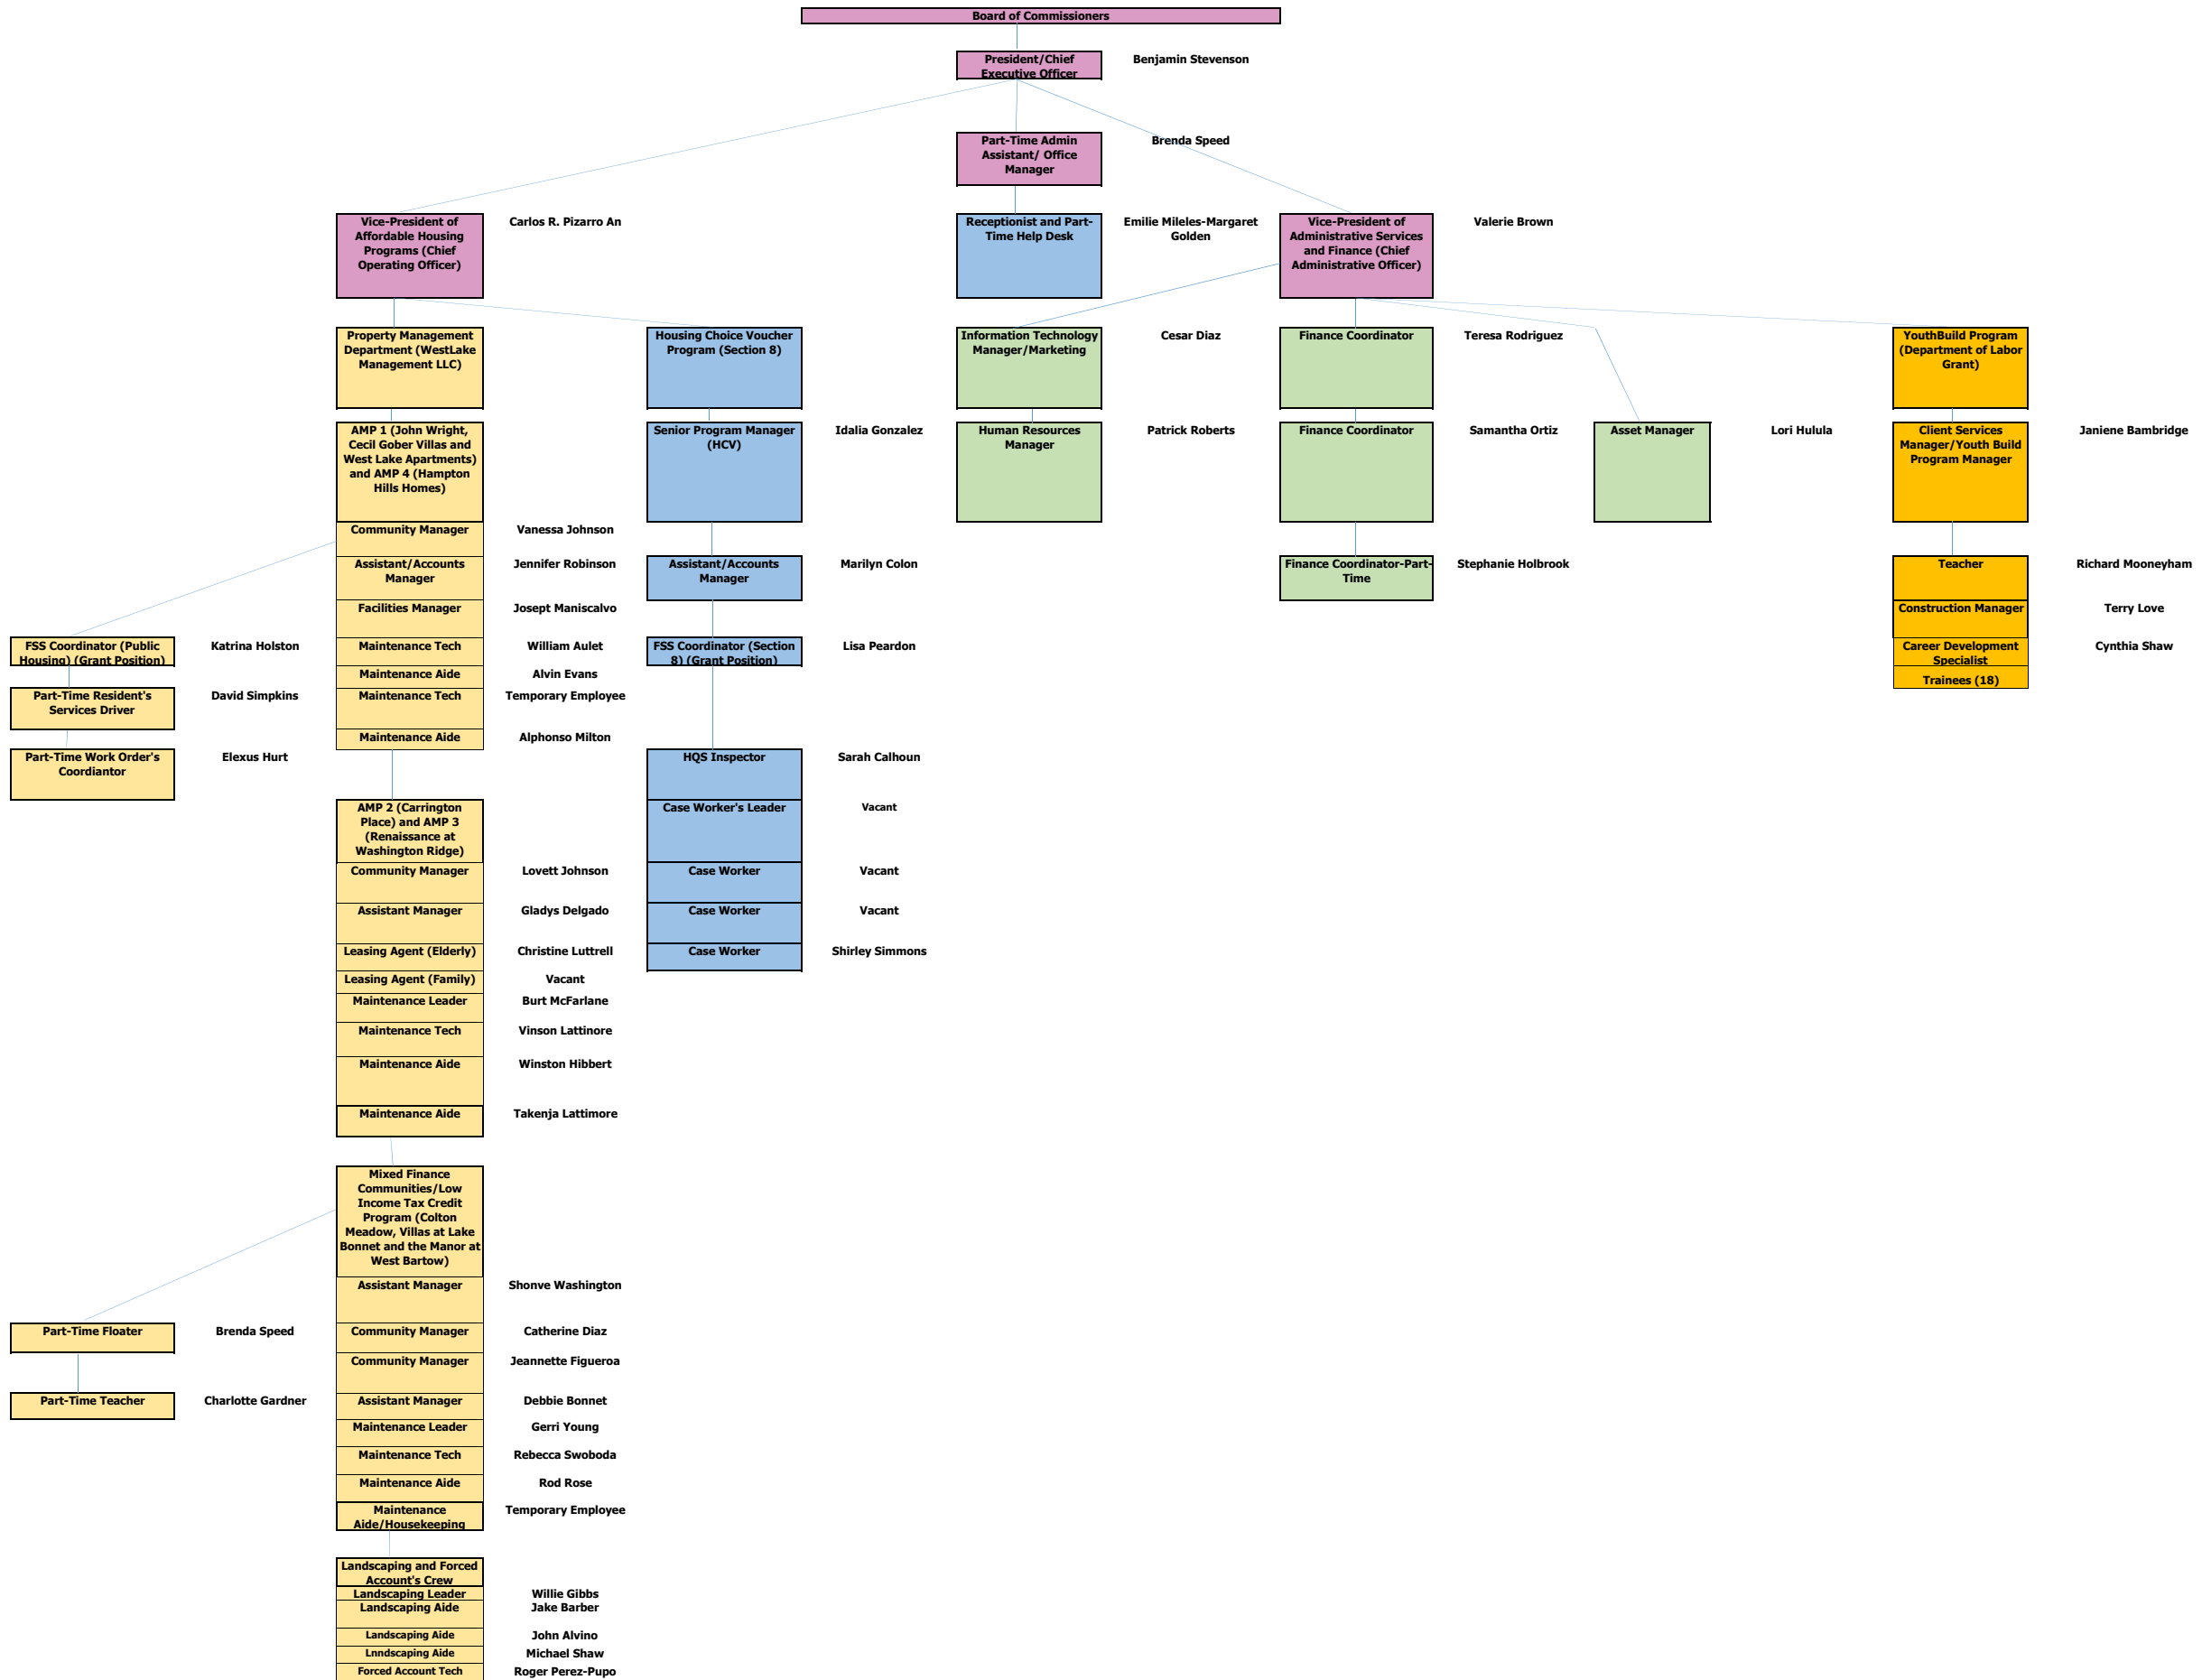 Board of Commissioners
President/Chief
Executive Officer
Benjamin Stevenson
Part-Time Admin
Assistant/ Office
Manager
Brenda Speed
Vice-President of
Affordable Housing
Programs (Chief
Operating Officer)
Carlos R. Pizarro An
Receptionist and Part-
Time Help Desk
Emilie Mileles-Margaret
Golden
Vice-President of
Administrative Services
and Finance (Chief
Administrative Officer)
Valerie Brown
Property Management
Department (WestLake
Management LLC)
Housing Choice Voucher
Program (Section 8)
Information Technology
Manager/Marketing
Cesar Diaz
Finance Coordinator
Teresa Rodriguez
YouthBuild Program
(Department of Labor
Grant)
AMP 1 (John Wright,
Cecil Gober Villas and
West Lake Apartments)
and AMP 4 (Hampton
Hills Homes)
Senior Program Manager
(HCV)
Idalia Gonzalez
Human Resources
Manager
Patrick Roberts
Finance Coordinator
Samantha Ortiz
Asset Manager
Lori Hulula
Client Services
Manager/Youth Build
Program Manager
Janiene Bambridge
Community Manager
Vanessa Johnson
Assistant/Accounts
Manager
Jennifer Robinson
Assistant/Accounts
Manager
Marilyn Colon
Finance Coordinator-Part-
Time
Stephanie Holbrook
Teacher
Richard Mooneyham
Facilities Manager
Josept Maniscalvo
Construction Manager
Terry Love
FSS Coordinator (Public
Housing) (Grant Position)
Katrina Holston
Maintenance Tech
William Aulet
FSS Coordinator (Section
8) (Grant Position)
Lisa Peardon
Career Development
Specialist
Cynthia Shaw
Maintenance Aide
Alvin Evans
Trainees (18)
Part-Time Resident's
Services Driver
David Simpkins
Maintenance Tech
Temporary Employee
Maintenance Aide
Alphonso Milton
Part-Time Work Order's
Coordiantor
Elexus Hurt
HQS Inspector
Sarah Calhoun
AMP 2 (Carrington
Place) and AMP 3
(Renaissance at
Washington Ridge)
Case Worker's Leader
Vacant
Community Manager
Lovett Johnson
Case Worker
Vacant
Assistant Manager
Gladys Delgado
Case Worker
Vacant
Leasing Agent (Elderly)
Christine Luttrell
Case Worker
Shirley Simmons
Leasing Agent (Family)
Vacant
Maintenance Leader
Burt McFarlane
Maintenance Tech
Vinson Lattinore
Maintenance Aide
Winston Hibbert
Maintenance Aide
Takenja Lattimore
Mixed Finance
Communities/Low
Income Tax Credit
Program (Colton
Meadow, Villas at Lake
Bonnet and the Manor at
West Bartow)
Assistant Manager
Shonve Washington
Part-Time Floater
Brenda Speed
Community Manager
Catherine Diaz
Community Manager
Jeannette Figueroa
Part-Time Teacher
Charlotte Gardner
Assistant Manager
Debbie Bonnet
Maintenance Leader
Gerri Young
Maintenance Tech
Rebecca Swoboda
Maintenance Aide
Rod Rose
Maintenance
Aide/Housekeeping
Temporary Employee
Landscaping and Forced
Account's Crew
Landscaping Leader
Willie Gibbs
Landscaping Aide
Jake Barber
Landscaping Aide
John Alvino
Lnndscaping Aide
Michael Shaw
Forced Account Tech
Roger Perez-Pupo